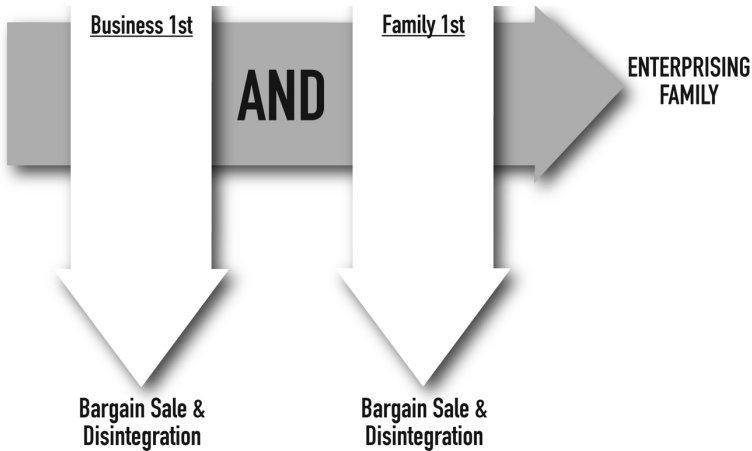 Business 1st
Family 1st
AND
ENTERPRISING
FAMILY
Bargain Sale &
Disintegration
Bargain Sale &
Disintegration